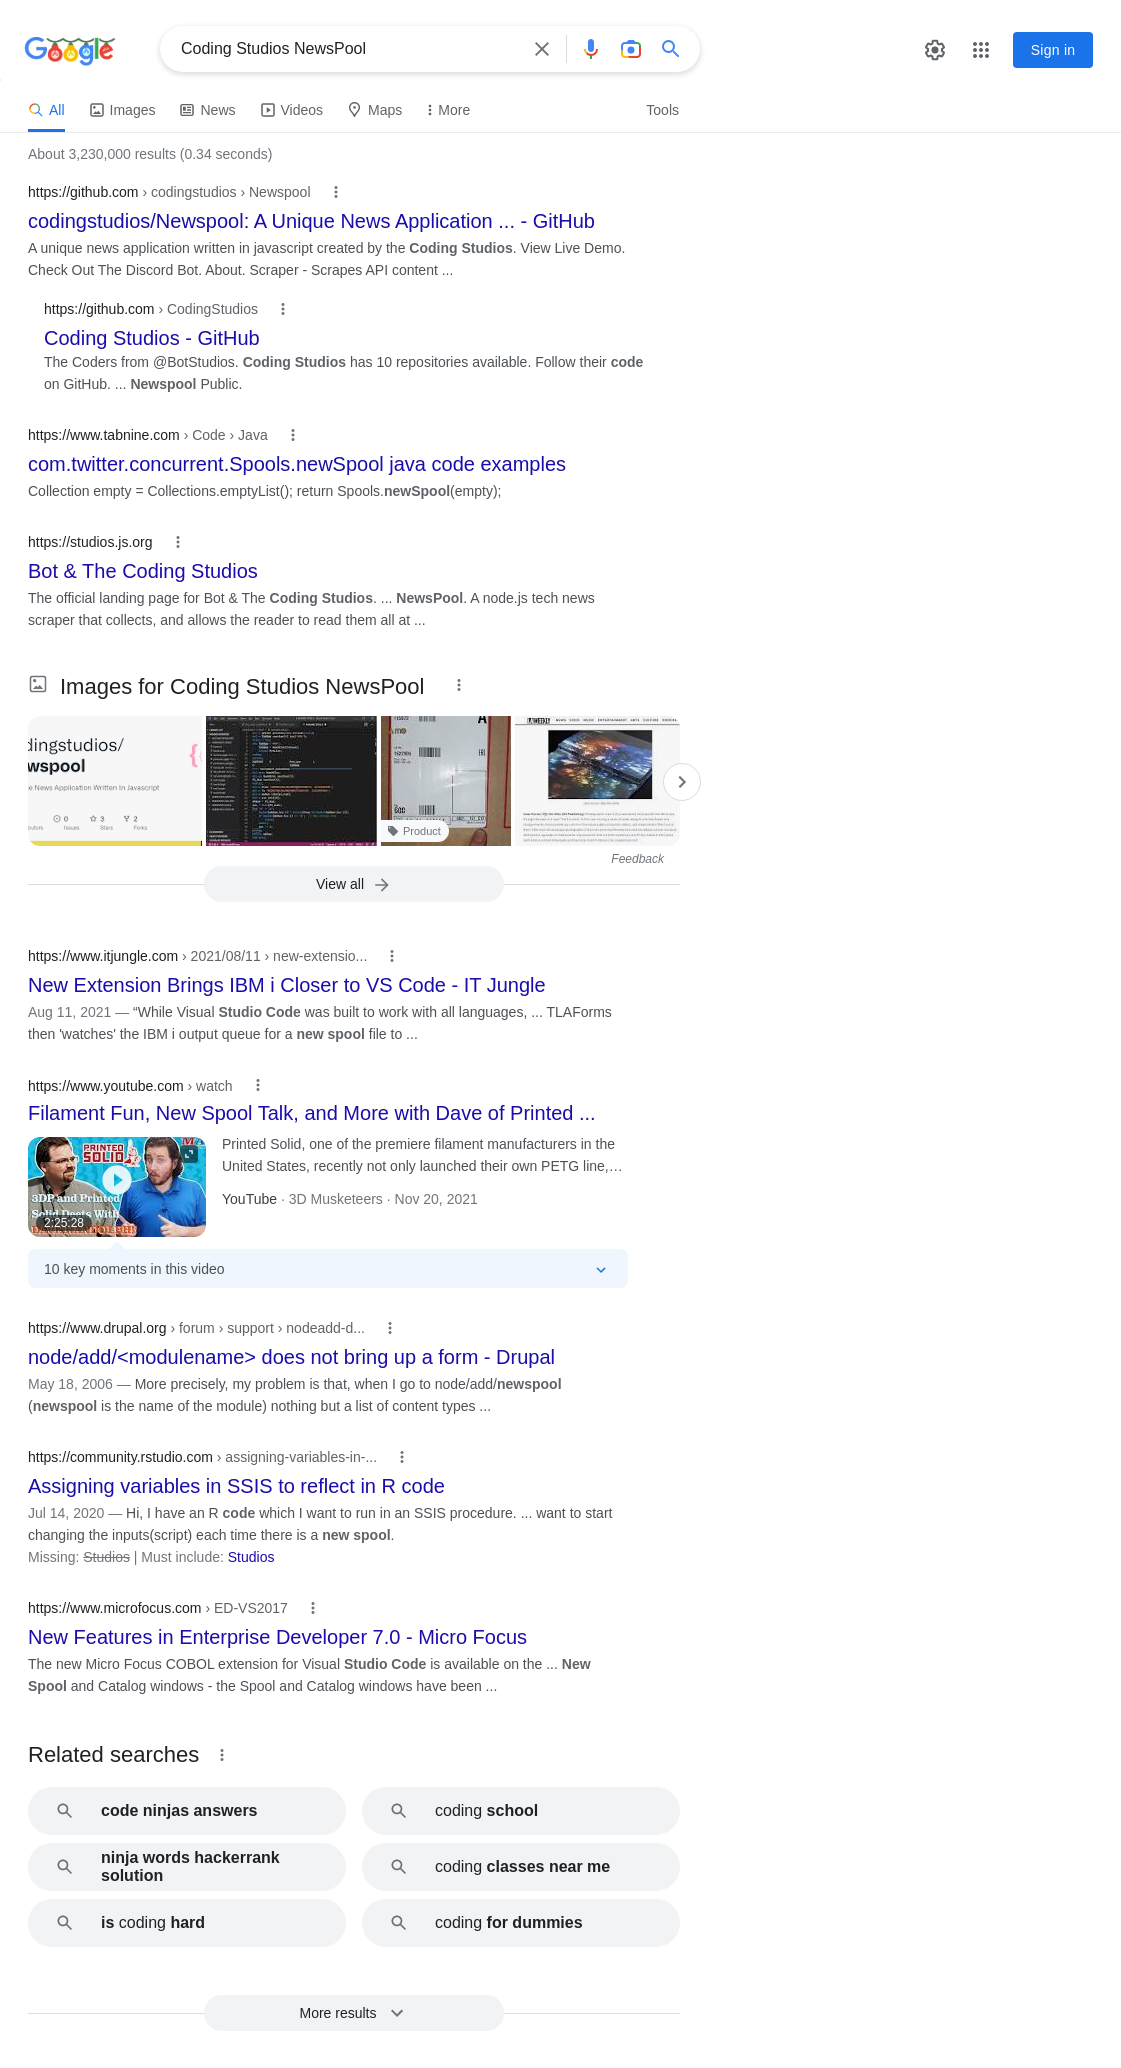 Google
Coding Studios NewsPool
Sign in
All
Images
News
Videos
Maps
More
Tools
About 3,230,000 results (0.34 seconds)
https://github.com › codingstudios › Newspool
codingstudios/Newspool: A Unique News Application ... - GitHub
A unique news application written in javascript created by the Coding Studios. View Live Demo.
Check Out The Discord Bot. About. Scraper - Scrapes API content ...
https://github.com › CodingStudios
Coding Studios - GitHub
The Coders from @BotStudios. Coding Studios has 10 repositories available. Follow their code
on GitHub. ... Newspool Public.
https://www.tabnine.com › Code › Java
com.twitter.concurrent.Spools.newSpool java code examples
Collection empty = Collections.emptyList(); return Spools.newSpool(empty);
https://studios.js.org
Bot & The Coding Studios
The official landing page for Bot & The Coding Studios. ... NewsPool. A node.js tech news
scraper that collects, and allows the reader to read them all at ...
Images for Coding Studios NewsPool
dingstudios/
wspool
e News Application Written In Javascript
0
3
2
Issues
Stars
Forks
Product
Feedback
View all
https://www.itjungle.com › 2021/08/11 › new-extensio...
New Extension Brings IBM i Closer to VS Code - IT Jungle
Aug 11, 2021 — “While Visual Studio Code was built to work with all languages, ... TLAForms
then 'watches' the IBM i output queue for a new spool file to ...
https://www.youtube.com › watch
Filament Fun, New Spool Talk, and More with Dave of Printed ...
PRINTED
SOLID
3DP and Printed
Solid Deets With
2:25:28
Printed Solid, one of the premiere filament manufacturers in the
United States, recently not only launched their own PETG line,...
YouTube · 3D Musketeers · Nov 20, 2021
10 key moments in this video
https://www.drupal.org › forum › support › nodeadd-d...
node/add/<modulename> does not bring up a form - Drupal
May 18, 2006 — More precisely, my problem is that, when I go to node/add/newspool
(newspool is the name of the module) nothing but a list of content types ...
https://community.rstudio.com › assigning-variables-in-...
Assigning variables in SSIS to reflect in R code
Jul 14, 2020 — Hi, I have an R code which I want to run in an SSIS procedure. ... want to start
changing the inputs(script) each time there is a new spool.
Missing: Studios | Must include: Studios
https://www.microfocus.com › ED-VS2017
New Features in Enterprise Developer 7.0 - Micro Focus
The new Micro Focus COBOL extension for Visual Studio Code is available on the ... New
Spool and Catalog windows - the Spool and Catalog windows have been ...
Related searches
code ninjas answers
coding school
ninja words hackerrank
solution
coding classes near me
is coding hard
coding for dummies
More results